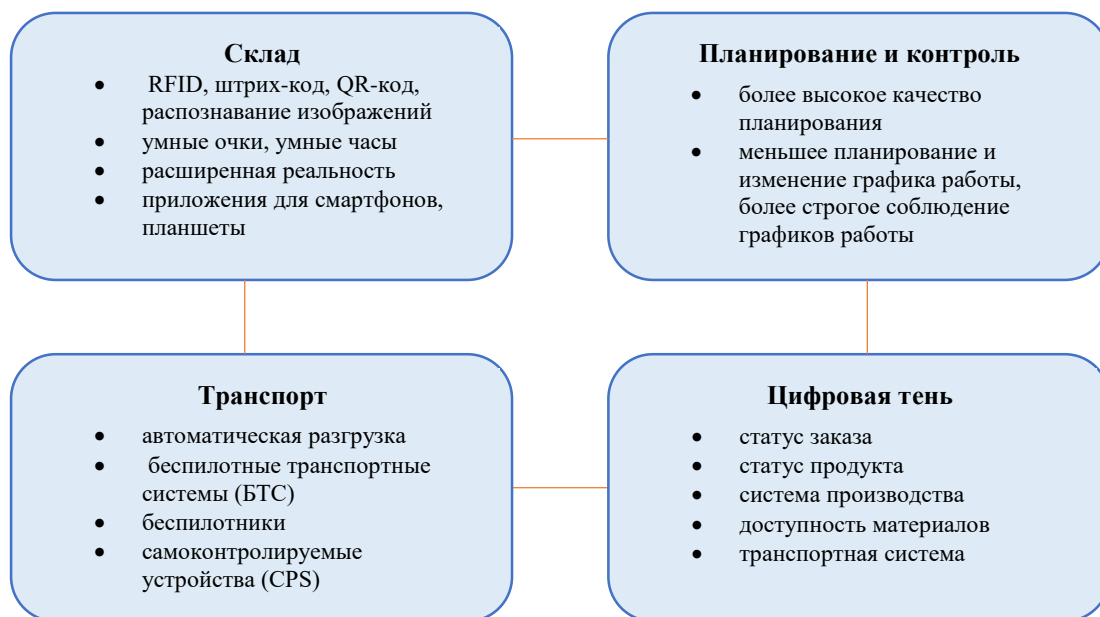 Склад
• RFID, штрих-код, QR-код,
распознавание изображений
• умные очки, умные часы
• расширенная реальность
• приложения для смартфонов,
планшеты
Планирование и контроль
• более высокое качество
планирования
• меньшее планирование и
изменение графика работы,
более строгое соблюдение
графиков работы
Транспорт
• автоматическая разгрузка
• беспилотные транспортные
системы (БТС)
• беспилотники
• самоконтролируемые
устройства (CPS)
Цифровая тень
• статус заказа
• статус продукта
• система производства
• доступность материалов
• транспортная система